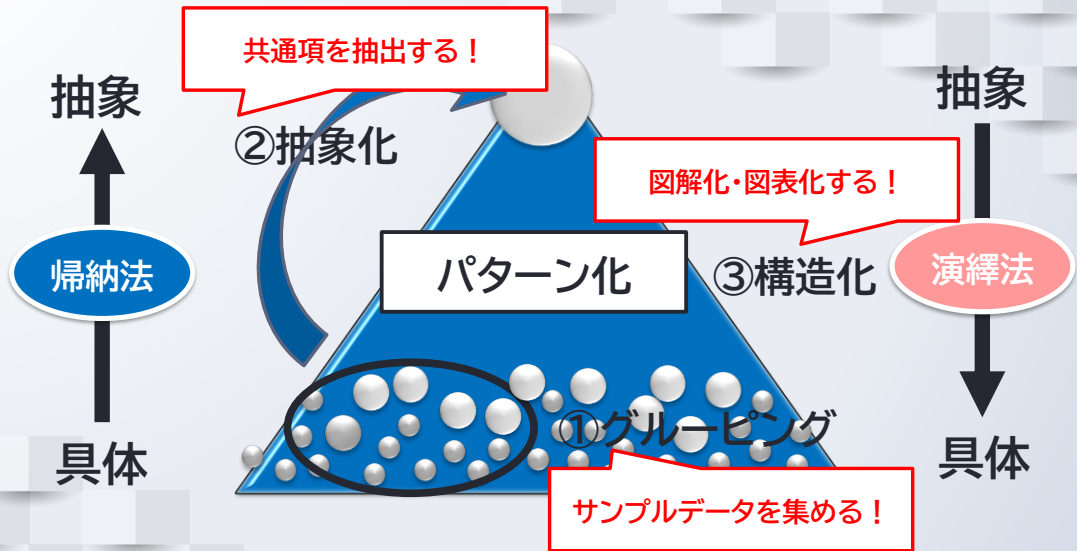 共通項を抽出する！
抽象
抽象
②抽象化
図解化・図表化する！
帰納法
パターン化
③構造化
演繹法
①グルーピング
具体
具体
サンプルデータを集める！